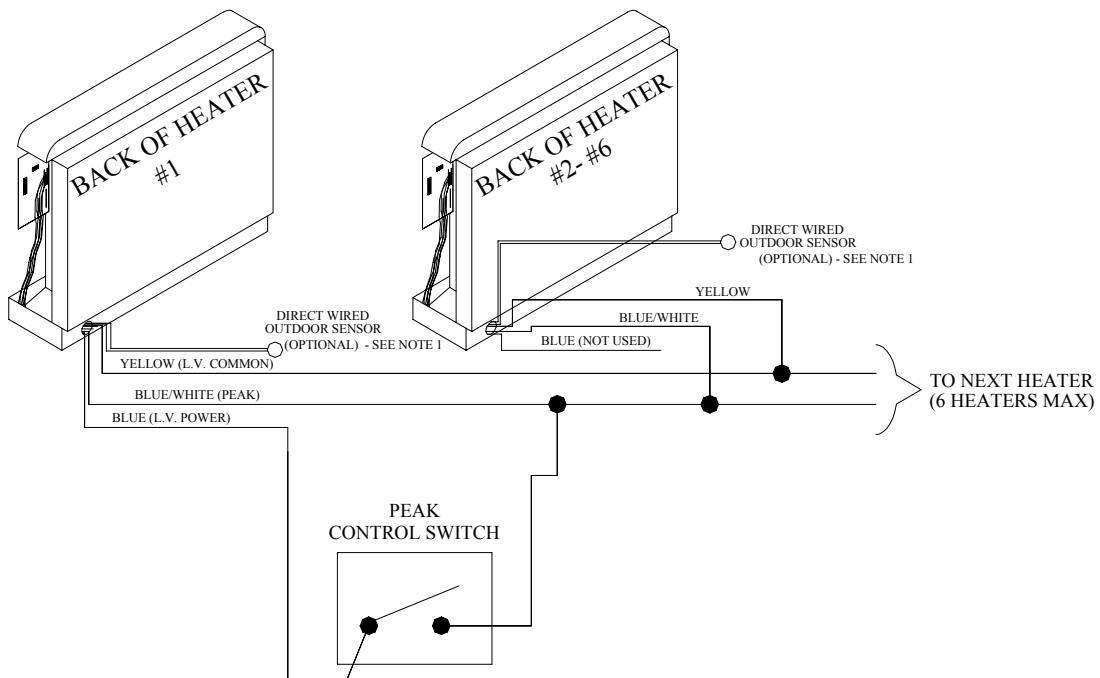 BACK OF HEATER
#1
BACK OF HEATER
#2- #6
DIRECT WIRED
OUTDOOR SENSOR
(OPTIONAL) - SEE NOTE 1
YELLOW
BLUE/WHITE
BLUE (NOT USED)
DIRECT WIRED
OUTDOOR SENSOR
(OPTIONAL) - SEE NOTE 1
YELLOW (L.V. COMMON)
BLUE/WHITE (PEAK)
BLUE (L.V. POWER)
TO NEXT HEATER
(6 HEATERS MAX)
PEAK
CONTROL SWITCH